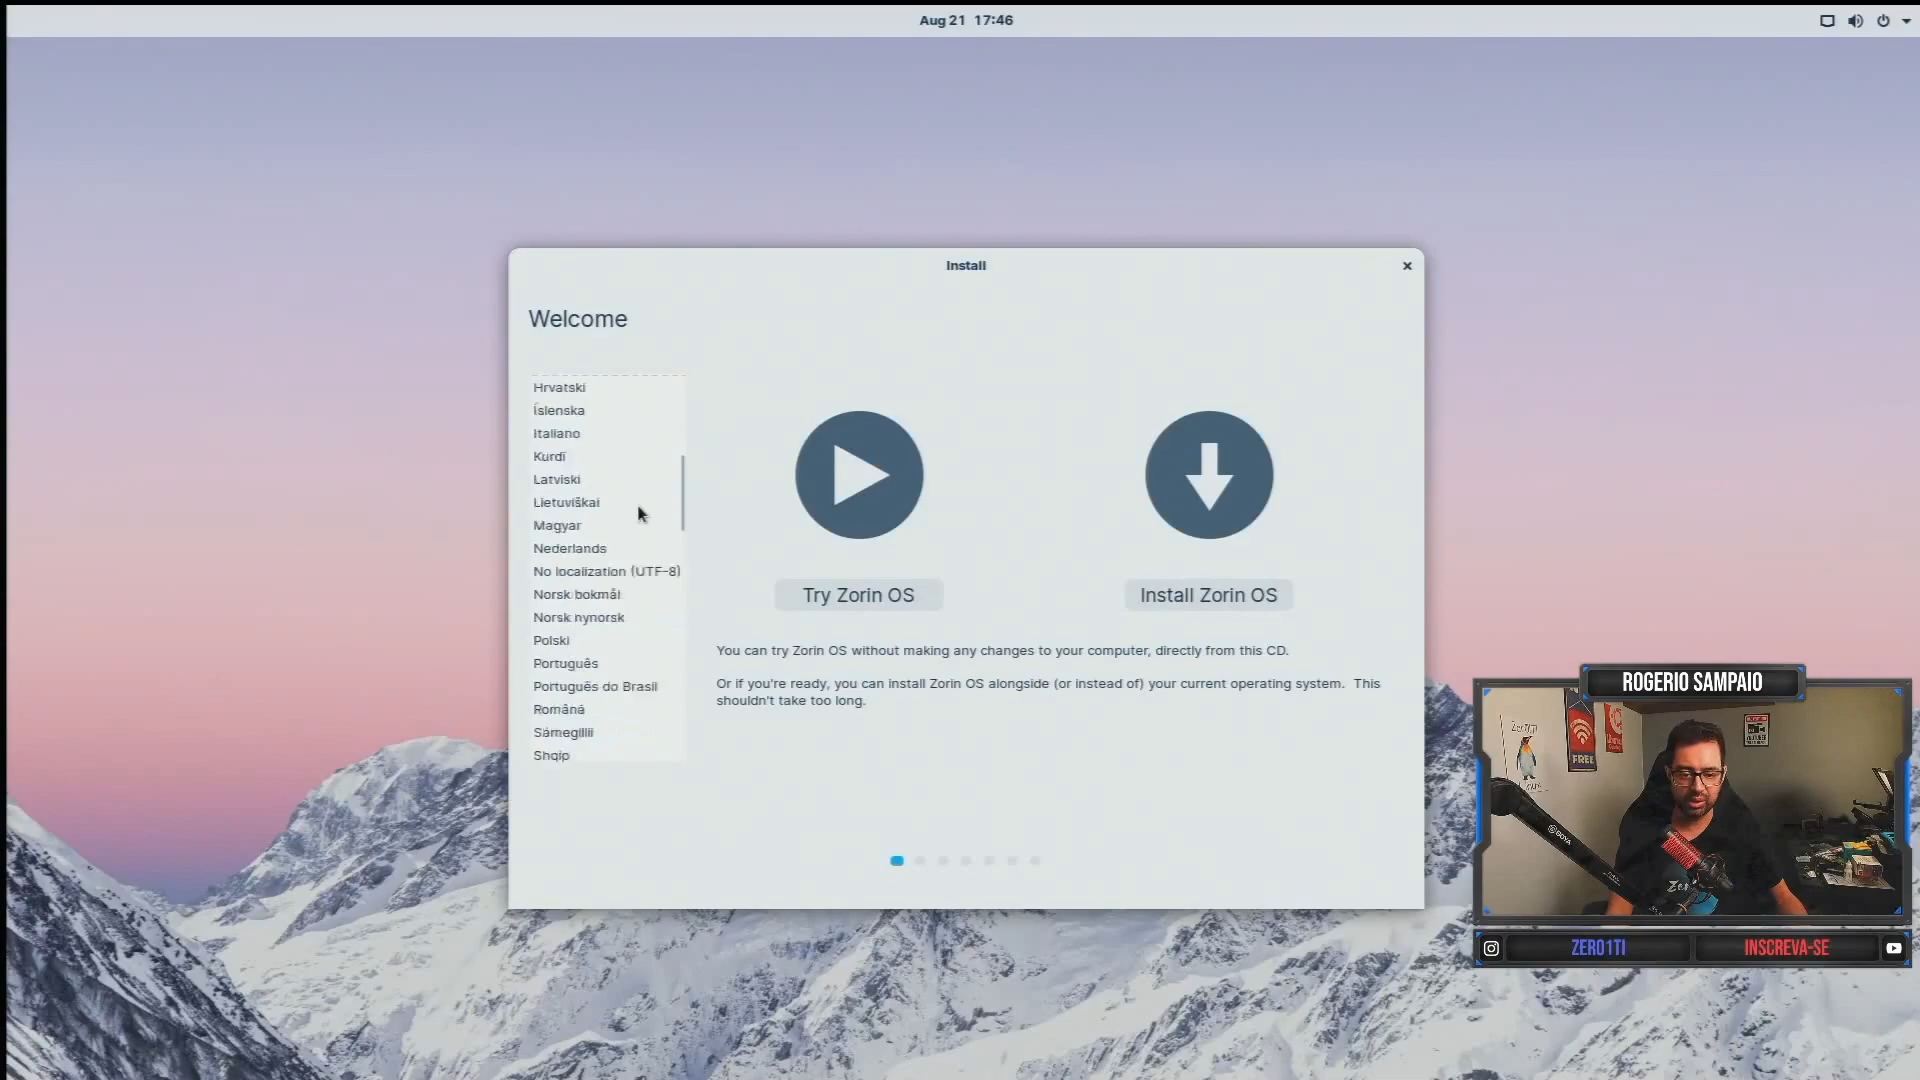 Aug 21 17:46
Install
Welcome
Hrvatski
Íslenska
Italiano
Kurdî
Latviski
Lietuviškai
Magyar
Nederlands
No localization (UTF-8)
Norsk bokmål
Norsk nynorsk
Polski
Português
Português do Brasil
Română
Sámegillii
Shqip
Try Zorin OS
Install Zorin OS
You can try Zorin OS without making any changes to your computer, directly from this CD.
Or if you're ready, you can install Zorin OS alongside (or instead of) your current operating system. This
shouldn't take too long.
ROGERIO SAMPAIO
FREE
BOYA
ZERO1TI
INSCREVA-SE